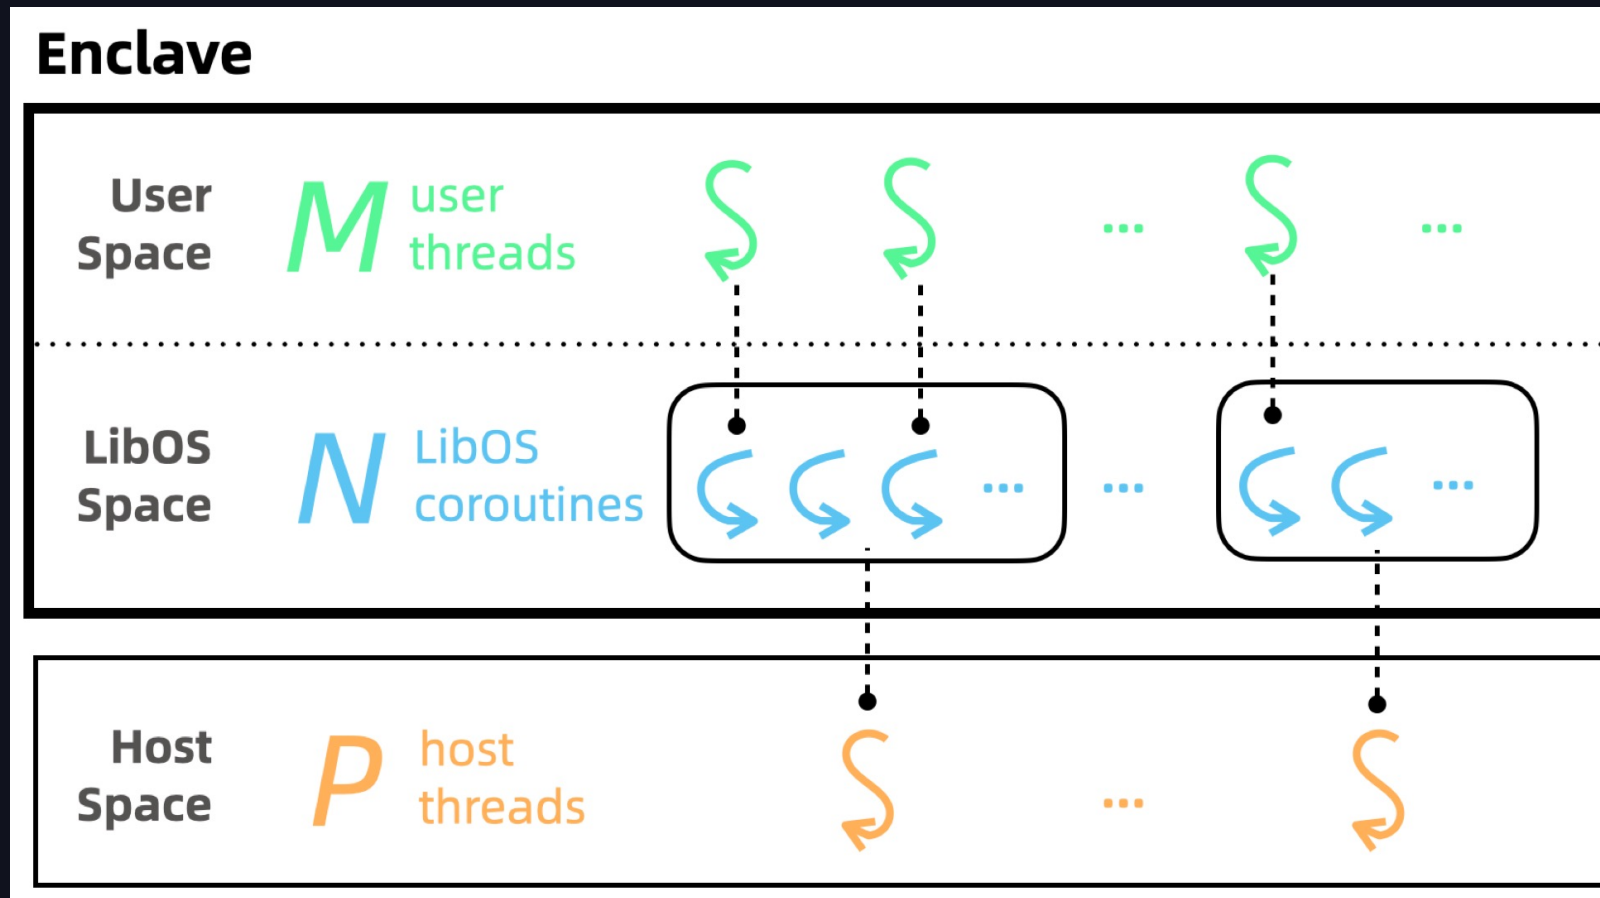 Enclave
User
Space
M
user
threads
...
...
LibOS
Space
N
LibOS
coroutines
...
...
...
Host
Space
P
host
threads
...